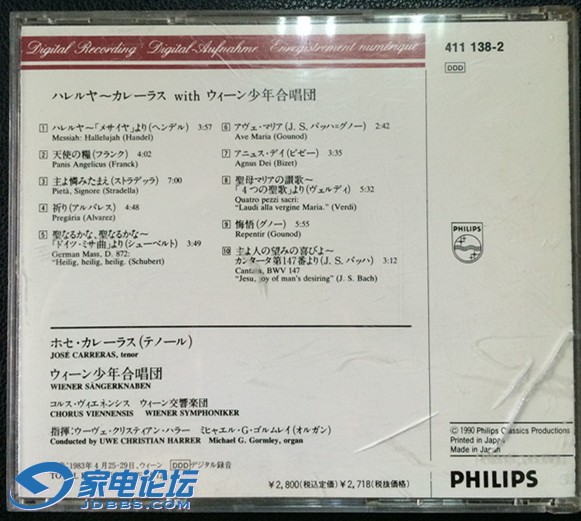 Digital Recording · Digital-Aufnahme · Enregistrement numérique
411 138-2
DDD
ハレルヤ〜カレーラス with ウィーン少年合唱団
1 ハレルヤ〜「メサイヤ」より(ヘンデル) 3:57
Messiah: Hallelujah (Handel)
2 天使の糧(フランク) 4:02
Panis Angelicus (Franck)
3 主よ憐みたまえ(ストラデッラ) 7:00
Pietà, Signore (Stradella)
4 祈り(アルバレス) 4:48
Pregária (Alvarez)
5 聖なるかな、聖なるかな〜
「ドイツ・ミサ曲」より(シューベルト) 3:49
German Mass, D. 872:
"Heilig, heilig, heilig. (Schubert)
6 アヴェ・マリア(J. S. バッハ=グノー) 2:42
Ave Maria (Gounod)
7 アニュス・デイ(ビゼー) 3:35
Agnus Dei (Bizet)
8 聖母マリアの讃歌〜
「4つの聖歌」より(ヴェルディ) 5:32
Quatro pezzi sacri:
"Laudi alla vergine Maria." (Verdi)
9 悔悟(グノー) 5:55
Repentir (Gounod)
10 主よ人の望みの喜びよ〜
カンタータ第147番より(J. S. バッハ) 3:12
Cantata, BWV 147
"Jesu, joy of man's desiring" (J. S. Bach)
PHILIPS
ホセ・カレーラス(テノール)
JOSÉ CARRERAS, tenor
ウィーン少年合唱団
WIENER SÄNGERKNABEN
コルス・ヴィエネンシス ウィーン交響楽団
CHORUS VIENNENSIS WIENER SYMPHONIKER
指揮:ウーヴェ・クリスティアン・ハラー ミヒャエル・G・ゴルムレイ(オルガン)
Conducted by UWE CHRISTIAN HARRER Michael G. Gormley, organ
1983年4月25-29日、ウィーン DDD デジタル録音
¥2,800(税込定価) ¥2,718(税抜価格)
© 1990 Philips Classics Productions
Printed in Japan
Made in Japan
PHILIPS
家电论坛
JDBBS.COM